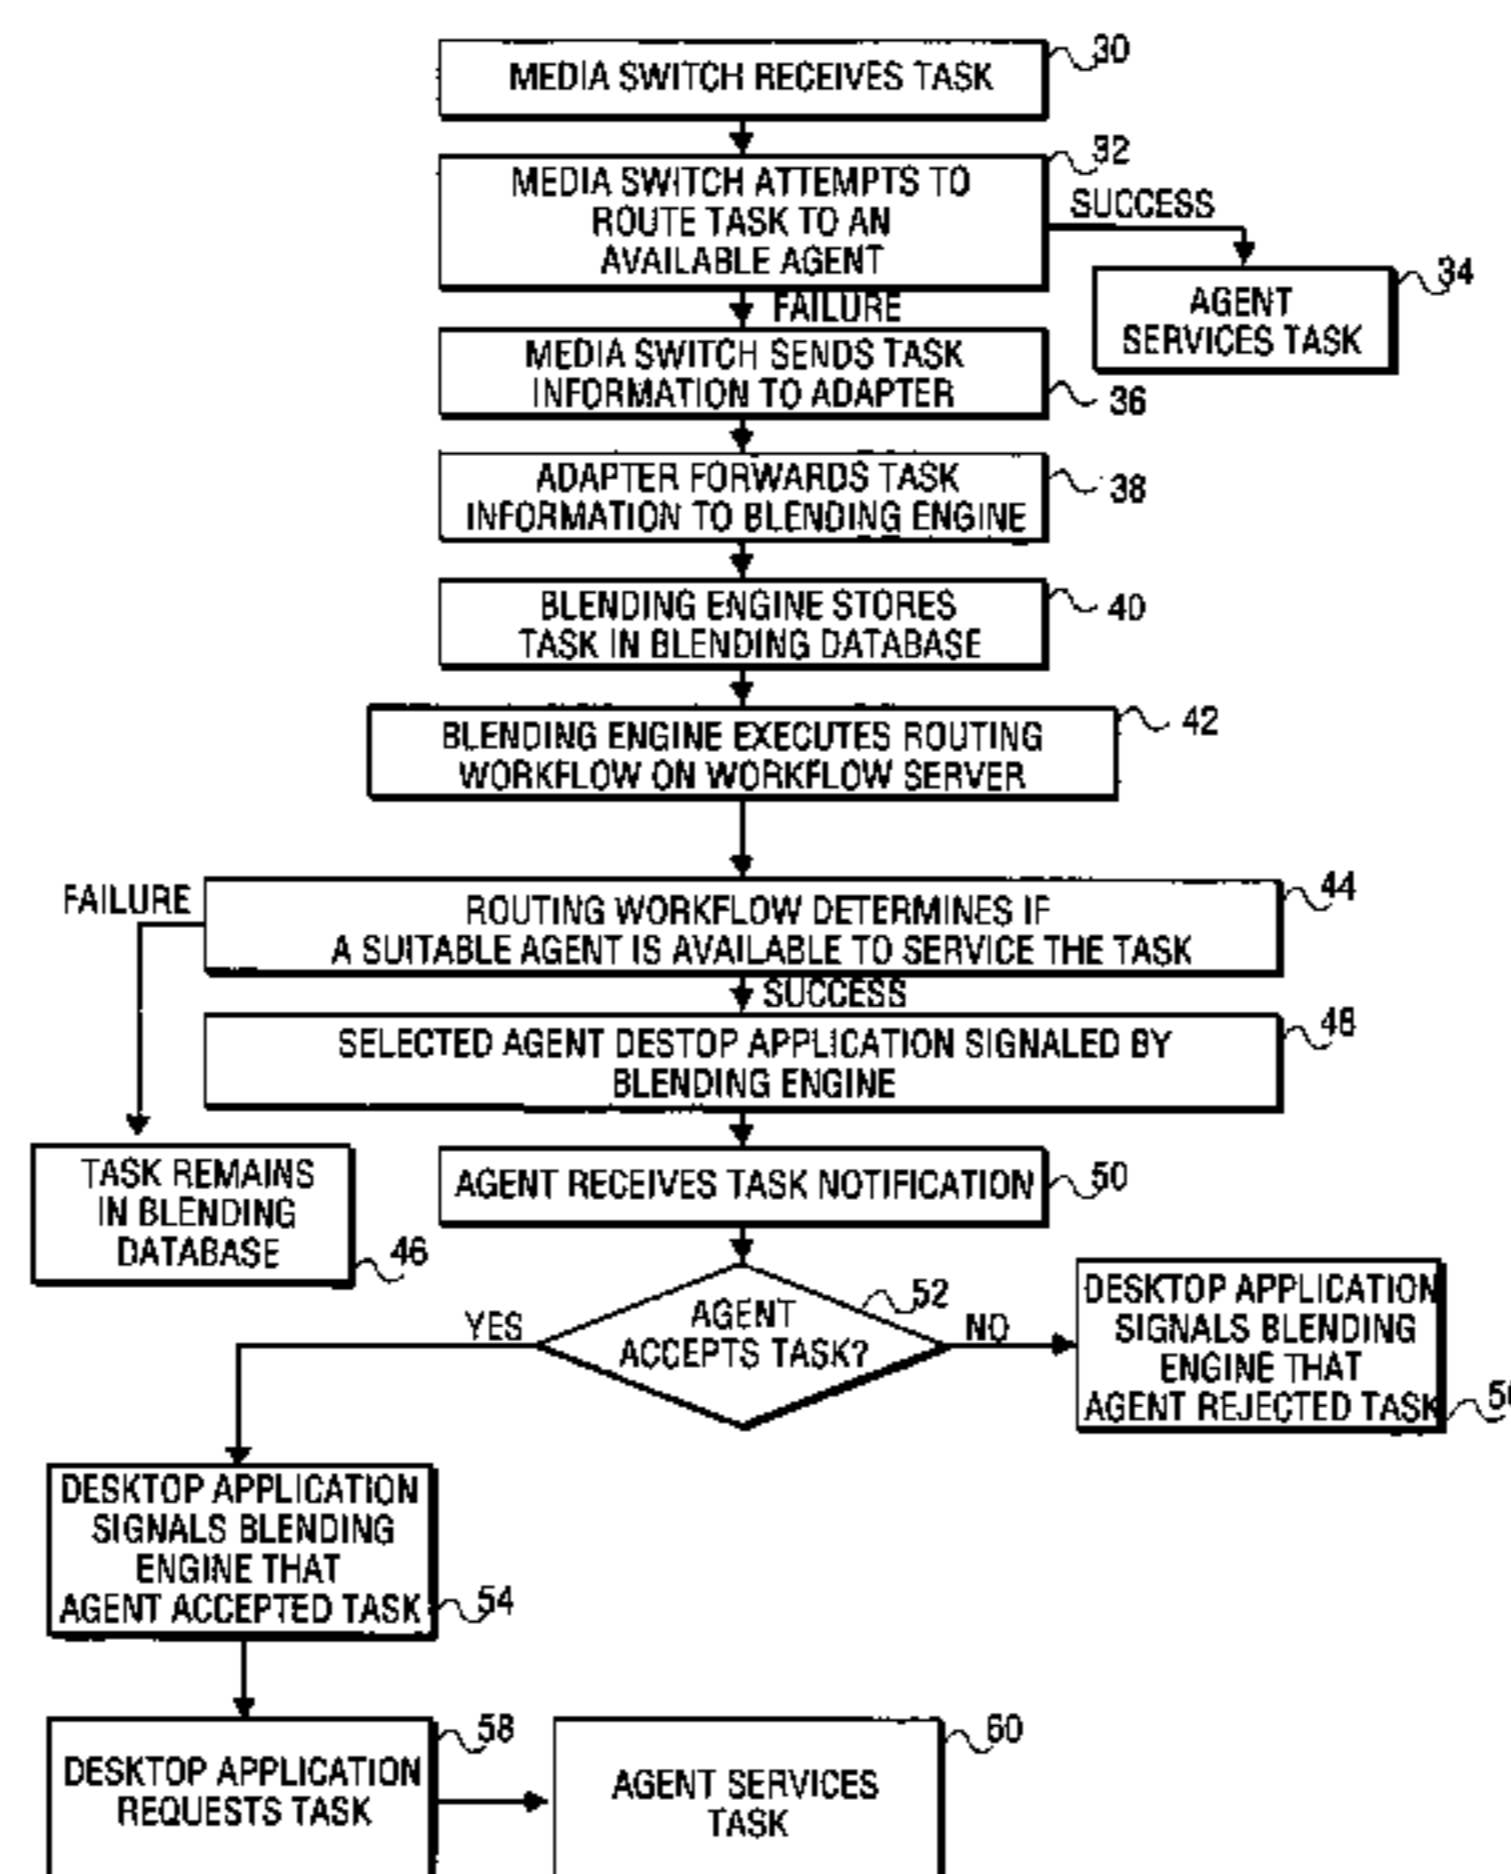 MEDIA SWITCH RECEIVES TASK
30
MEDIA SWITCH ATTEMPTS TO
ROUTE TASK TO AN
AVAILABLE AGENT
32
SUCCESS
AGENT
SERVICES TASK
34
FAILURE
MEDIA SWITCH SENDS TASK
INFORMATION TO ADAPTER
36
ADAPTER FORWARDS TASK
INFORMATION TO BLENDING ENGINE
38
BLENDING ENGINE STORES
TASK IN BLENDING DATABASE
40
BLENDING ENGINE EXECUTES ROUTING
WORKFLOW ON WORKFLOW SERVER
42
FAILURE
ROUTING WORKFLOW DETERMINES IF
A SUITABLE AGENT IS AVAILABLE TO SERVICE THE TASK
44
SUCCESS
SELECTED AGENT DESTOP APPLICATION SIGNALED BY
BLENDING ENGINE
48
TASK REMAINS
IN BLENDING
DATABASE
46
AGENT RECEIVES TASK NOTIFICATION
50
AGENT
ACCEPTS TASK?
52
YES
NO
DESKTOP APPLICATION
SIGNALS BLENDING
ENGINE THAT
AGENT REJECTED TASK
DESKTOP APPLICATION
SIGNALS BLENDING
ENGINE THAT
AGENT ACCEPTED TASK
54
DESKTOP APPLICATION
REQUESTS TASK
58
AGENT SERVICES
TASK
60